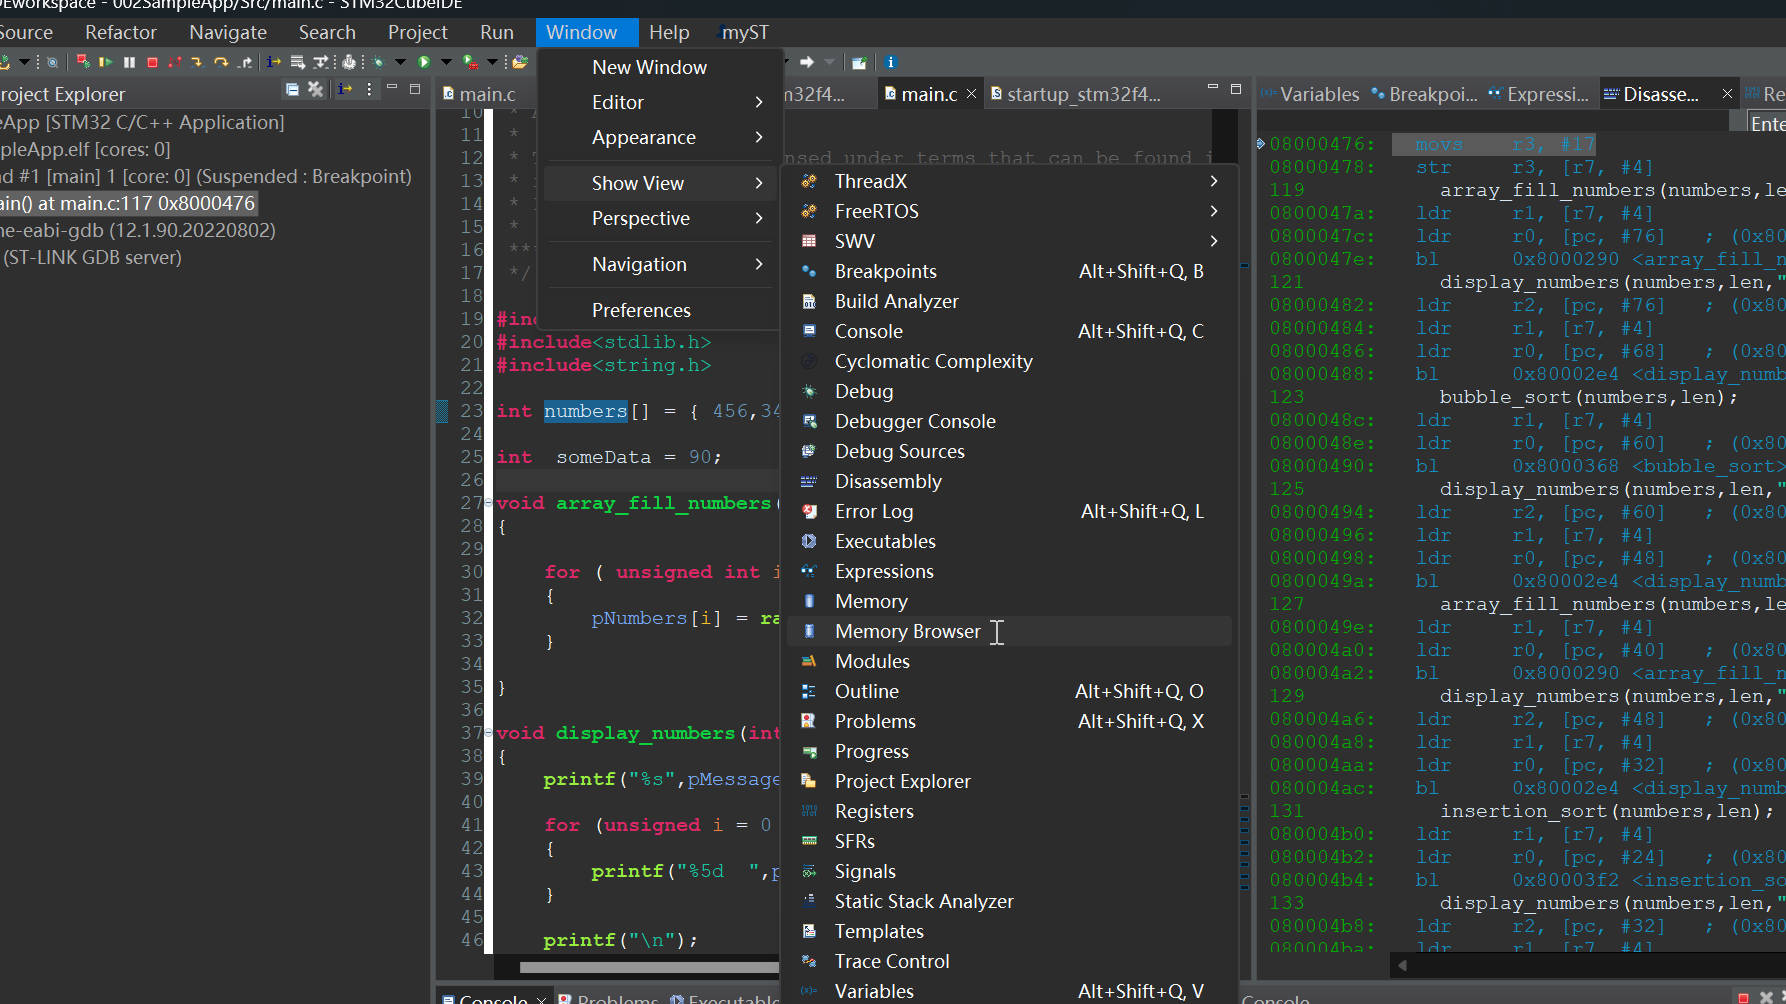 DEworkspace - 002SampleApp/Src/main.c - STM32CubeIDE
Source Refactor Navigate Search Project Run Window Help myST
Project Explorer
eApp [STM32 C/C++ Application]
pleApp.elf [cores: 0]
ad #1 [main] 1 [core: 0] (Suspended : Breakpoint)
ain() at main.c:117 0x8000476
ne-eabi-gdb (12.1.90.20220802)
(ST-LINK GDB server)
main.c
m32f4...
main.c
startup_stm32f4...
New Window
Editor
Appearance
Show View
Perspective
Navigation
Preferences
ThreadX
FreeRTOS
SWV
Breakpoints Alt+Shift+Q, B
Build Analyzer
Console Alt+Shift+Q, C
Cyclomatic Complexity
Debug
Debugger Console
Debug Sources
Disassembly
Error Log Alt+Shift+Q, L
Executables
Expressions
Memory
Memory Browser
Modules
Outline Alt+Shift+Q, O
Problems Alt+Shift+Q, X
Progress
Project Explorer
Registers
SFRs
Signals
Static Stack Analyzer
Templates
Trace Control
Variables Alt+Shift+Q, V
10
11 *
12 * nsed under terms that can be found i
13 *
14 *
15 *
16 **
17 */
18
19 #inc
20 #include<stdlib.h>
21 #include<string.h>
22
23 int numbers[] = { 456,34
24
25 int someData = 90;
26
27 void array_fill_numbers(
28 {
29
30 for ( unsigned int i
31 {
32 pNumbers[i] = ra
33 }
34
35 }
36
37 void display_numbers(int
38 {
39 printf("%s",pMessage
40
41 for (unsigned i = 0
42 {
43 printf("%5d  ",p
44 }
45
46 printf("\n");
Console Problems Executable
Console
Variables Breakpoi... Expressi... Disasse... Re
Ente
08000476: movs r3, #17
08000478: str r3, [r7, #4]
119 array_fill_numbers(numbers,le
0800047a: ldr r1, [r7, #4]
0800047c: ldr r0, [pc, #76] ; (0x80
0800047e: bl 0x8000290 <array_fill_n
121 display_numbers(numbers,len,"
08000482: ldr r2, [pc, #76] ; (0x80
08000484: ldr r1, [r7, #4]
08000486: ldr r0, [pc, #68] ; (0x80
08000488: bl 0x80002e4 <display_numb
123 bubble_sort(numbers,len);
0800048c: ldr r1, [r7, #4]
0800048e: ldr r0, [pc, #60] ; (0x80
08000490: bl 0x8000368 <bubble_sort>
125 display_numbers(numbers,len,"
08000494: ldr r2, [pc, #60] ; (0x80
08000496: ldr r1, [r7, #4]
08000498: ldr r0, [pc, #48] ; (0x80
0800049a: bl 0x80002e4 <display_numb
127 array_fill_numbers(numbers,le
0800049e: ldr r1, [r7, #4]
080004a0: ldr r0, [pc, #40] ; (0x80
080004a2: bl 0x8000290 <array_fill_n
129 display_numbers(numbers,len,"
080004a6: ldr r2, [pc, #48] ; (0x80
080004a8: ldr r1, [r7, #4]
080004aa: ldr r0, [pc, #32] ; (0x80
080004ac: bl 0x80002e4 <display_numb
131 insertion_sort(numbers,len);
080004b0: ldr r1, [r7, #4]
080004b2: ldr r0, [pc, #24] ; (0x80
080004b4: bl 0x80003f2 <insertion_so
133 display_numbers(numbers,len,"
080004b8: ldr r2, [pc, #32] ; (0x80
080004ba: ldr r1, [r7, #4]